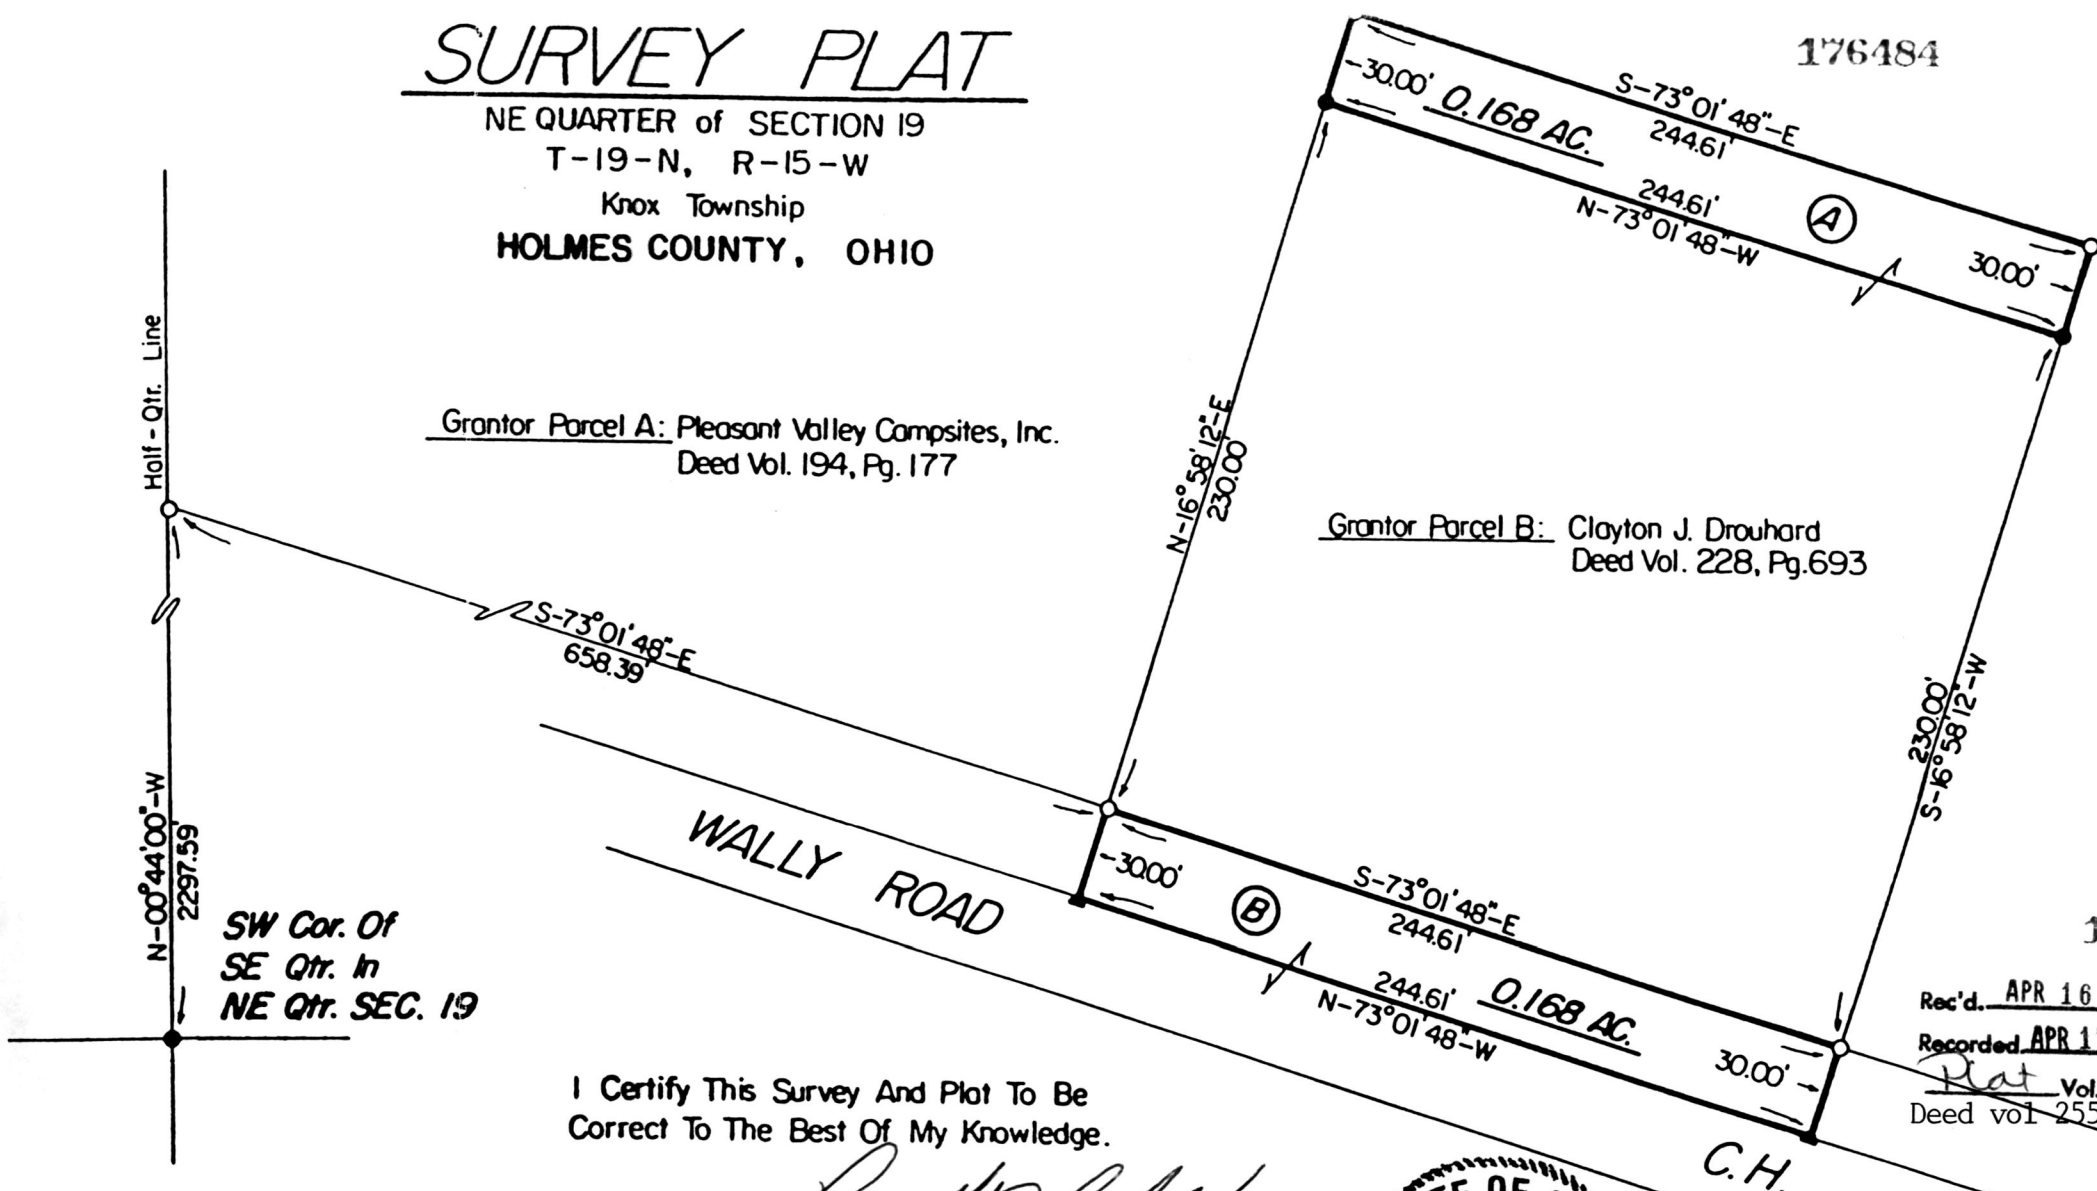 SURVEY PLAT
NE QUARTER of SECTION 19
T-19-N, R-15-W
Knox Township
HOLMES COUNTY, OHIO
176484
-30.00' 0.168 AC.
S-73°01'48"-E
244.61'
244.61'
N-73°01'48"-W
A
30.00'
Half-Qtr. Line
Grantor Parcel A: Pleasant Valley Campsites, Inc.
Deed Vol. 194, Pg. 177
N-16°58'12"-E
230.00'
Grantor Parcel B: Clayton J. Drouhard
Deed Vol. 228, Pg.693
S-73°01'48"-E
658.39'
230.00'
S-16°58'12"-W
N-00°44'00"-W
2297.59'
WALLY ROAD
-30.00'
B
S-73°01'48"-E
244.61'
244.61' 0.168 AC.
N-73°01'48"-W
30.00'
SW Cor. Of
SE Qtr. In
NE Qtr. SEC. 19
Rec'd. APR 16
Recorded APR 1
Plat Vol.
Deed vol 255
I Certify This Survey And Plat To Be
Correct To The Best Of My Knowledge.
C.H.
OF